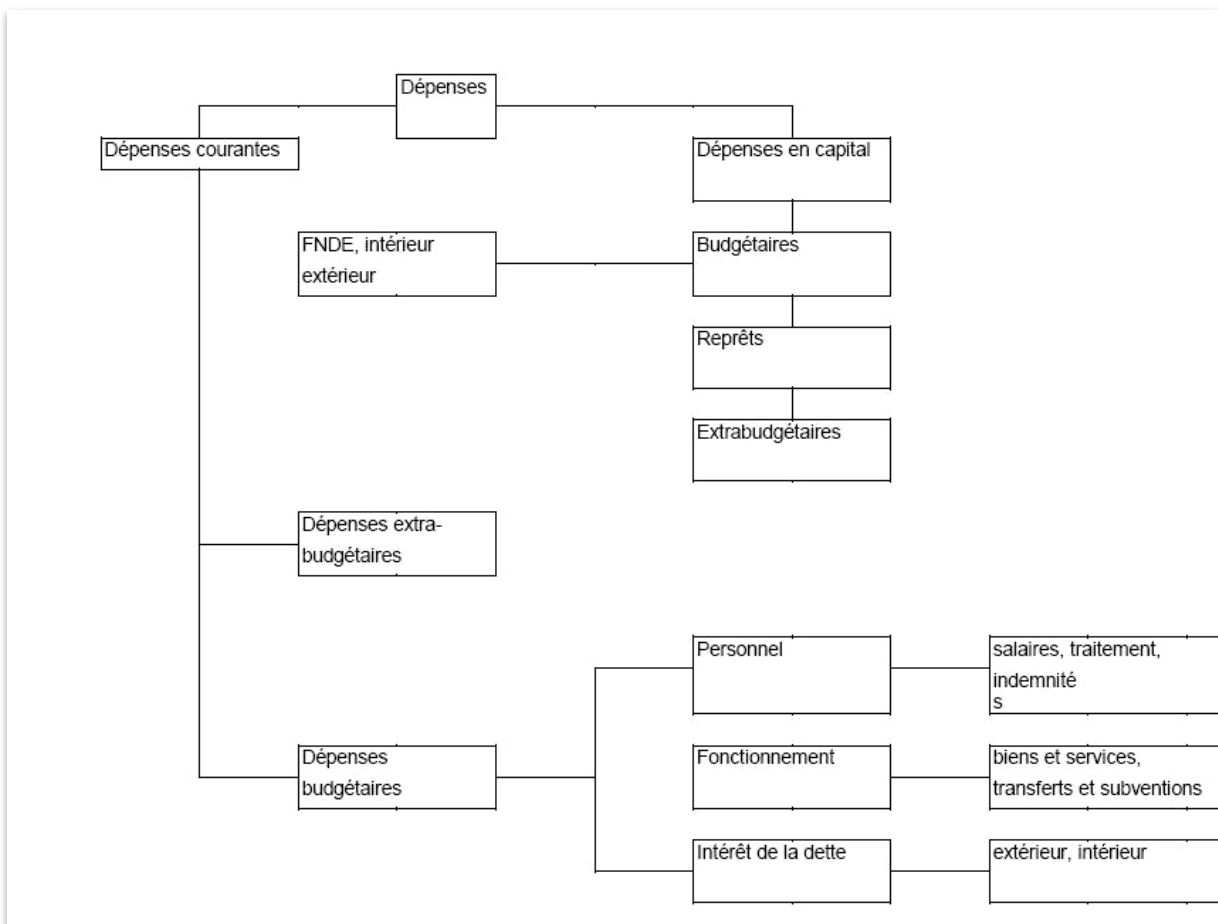 Dépenses
Dépenses courantes
Dépenses en capital
FNDE, intérieur
extérieur
Budgétaires
Reprêts
Extrabudgétaires
Dépenses extra-
budgétaires
Personnel
salaires, traitement,
indemnité
s
Dépenses
budgétaires
Fonctionnement
biens et services,
transferts et subventions
Intérêt de la dette
extérieur, intérieur